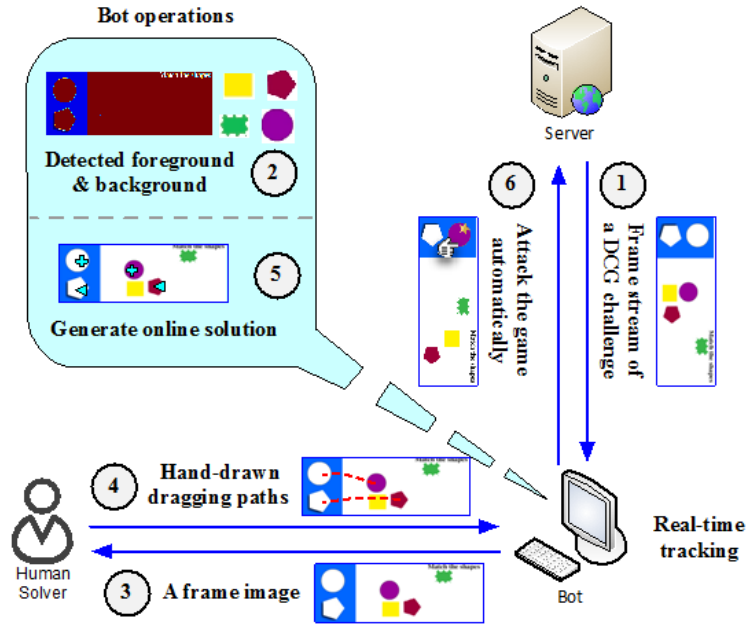 Bot operations
Match the shapes
Detected foreground
& background
2
Match the shapes
5
Generate online solution
Server
6
1
Attack the game
automatically
Frame stream of
a DCG challenge
Match the shapes
Match the shapes
4
Hand-drawn
dragging paths
Match the shapes
Real-time
tracking
Human
Solver
3
A frame image
Match the shapes
Bot